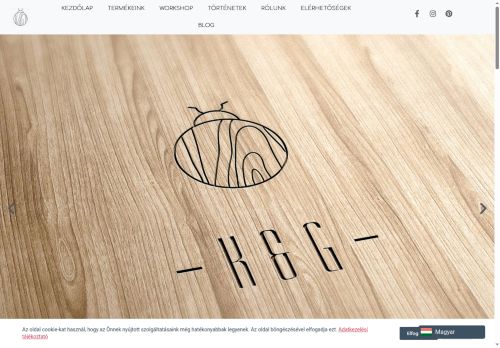 KEZDŐLAP TERMÉKEINK WORKSHOP TÖRTÉNETEK RÓLUNK ELÉRHETŐSÉGEK
BLOG
- K & G -
Az oldal cookie-kat használ, hogy az Önnek nyújtott szolgáltatásaink még hatékonyabbak legyenek. Az oldal böngészésével elfogadja ezt. Adatkezelési
tájékoztató
Elfog
Magyar